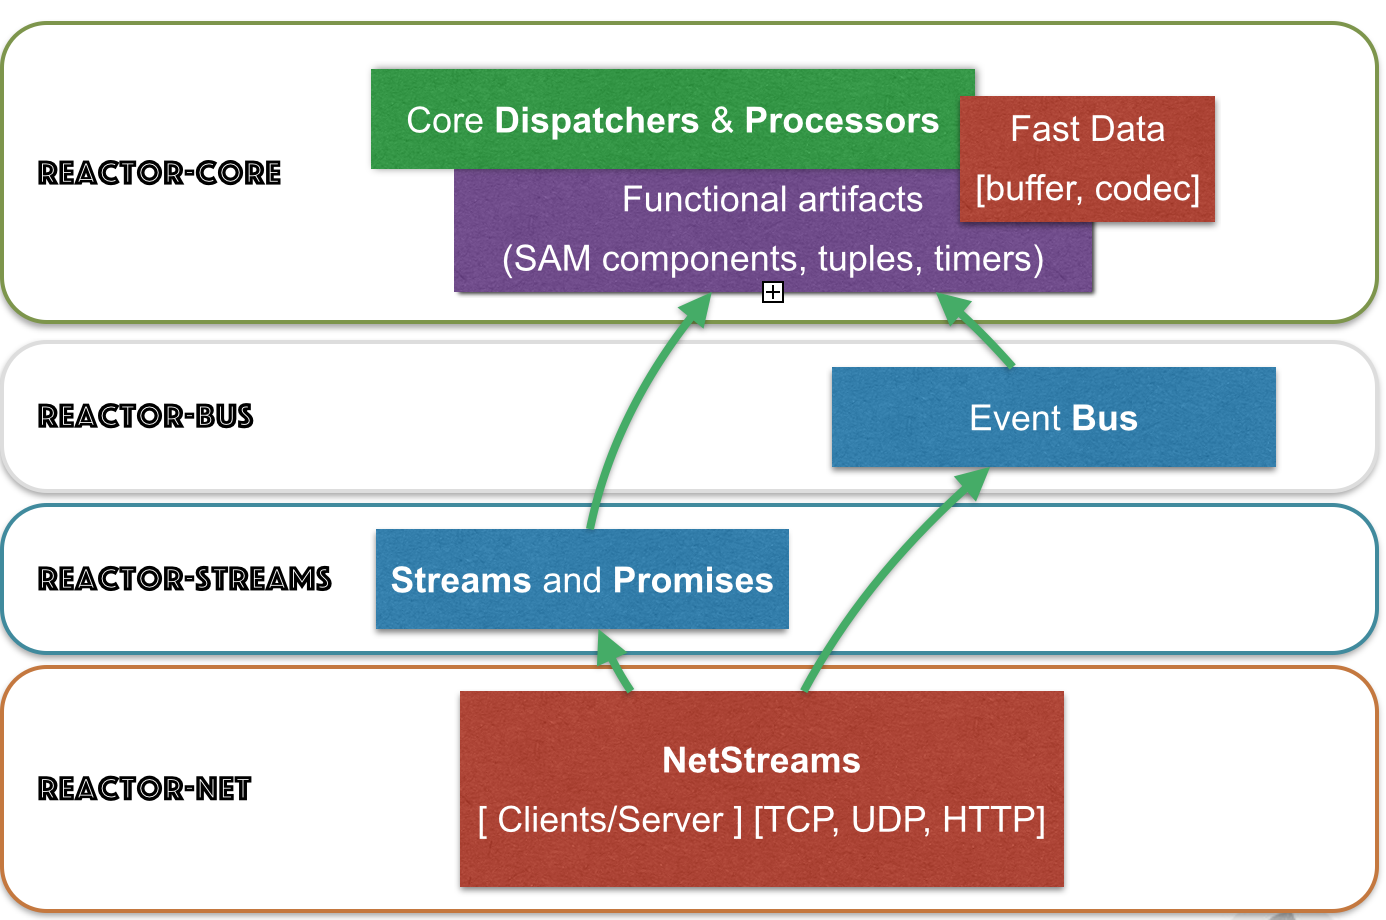 REACTOR-CORE
Core Dispatchers & Processors
Fast Data
[buffer, codec]
Functional artifacts
(SAM components, tuples, timers)
REACTOR-BUS
Event Bus
REACTOR-STREAMS
Streams and Promises
REACTOR-NET
NetStreams
[ Clients/Server ] [TCP, UDP, HTTP]